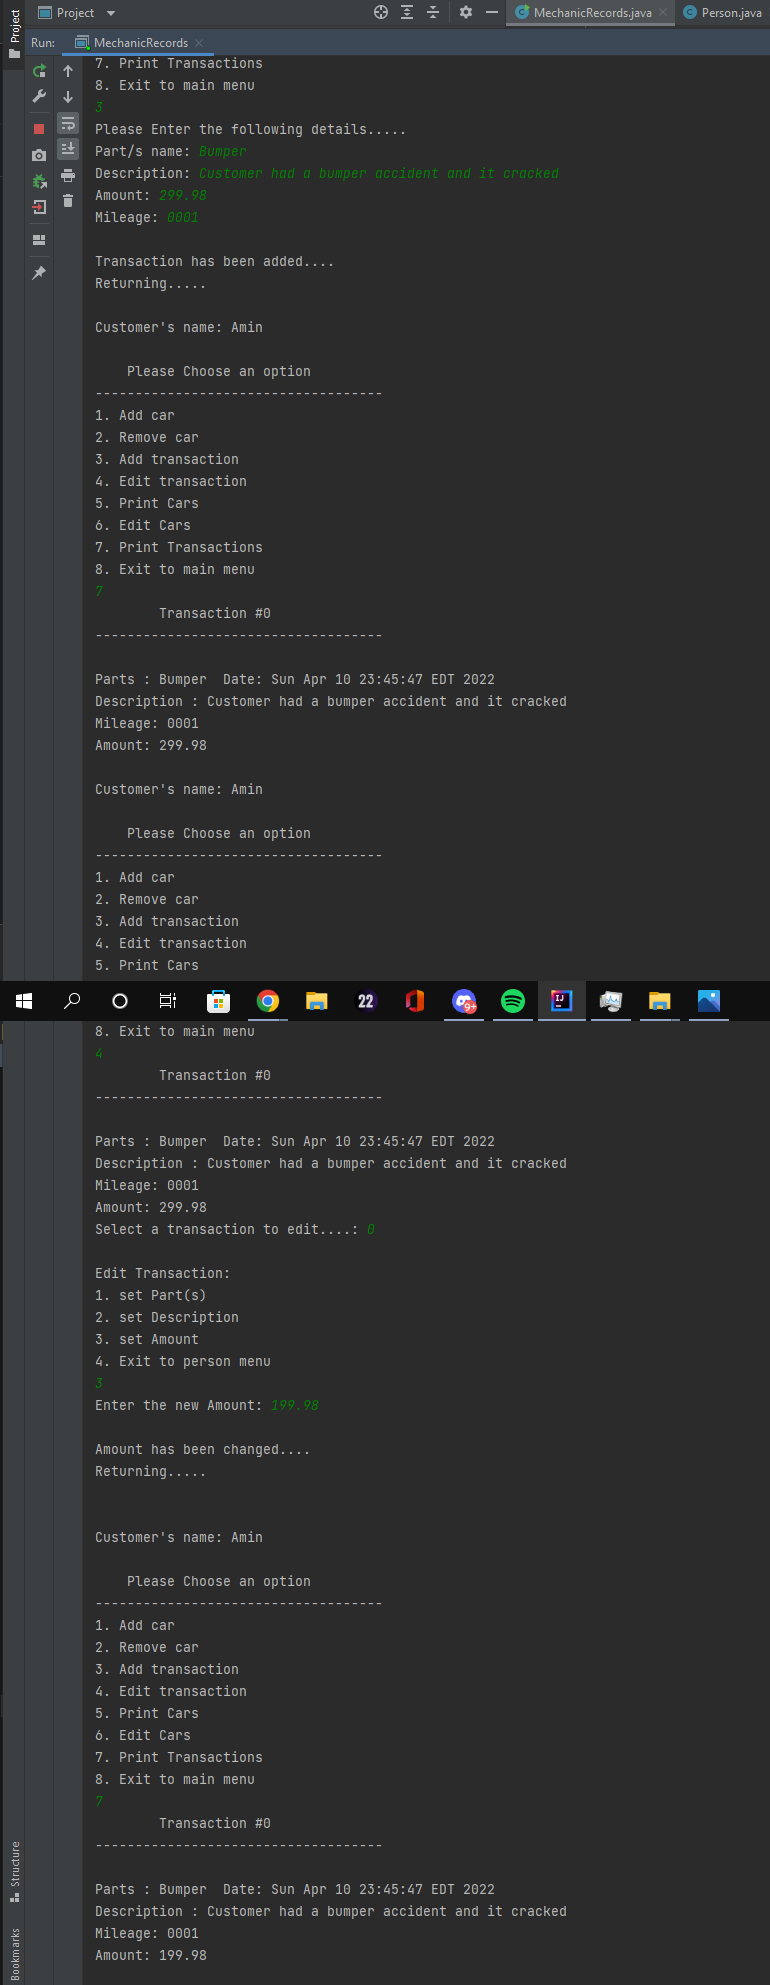 Project
MechanicRecords.java
Person.java
Project
Run:
MechanicRecords
7. Print Transactions
8. Exit to main menu
3
Please Enter the following details.....
Part/s name: Bumper
Description: Customer had a bumper accident and it cracked
Amount: 299.98
Mileage: 0001
Transaction has been added....
Returning.....
Customer's name: Amin
Please Choose an option
------------------------------------
1. Add car
2. Remove car
3. Add transaction
4. Edit transaction
5. Print Cars
6. Edit Cars
7. Print Transactions
8. Exit to main menu
7
Transaction #0
------------------------------------
Parts : Bumper  Date: Sun Apr 10 23:45:47 EDT 2022
Description : Customer had a bumper accident and it cracked
Mileage: 0001
Amount: 299.98
Customer's name: Amin
Please Choose an option
------------------------------------
1. Add car
2. Remove car
3. Add transaction
4. Edit transaction
5. Print Cars
22
9+
IJ
8. Exit to main menu
4
Transaction #0
------------------------------------
Parts : Bumper  Date: Sun Apr 10 23:45:47 EDT 2022
Description : Customer had a bumper accident and it cracked
Mileage: 0001
Amount: 299.98
Select a transaction to edit....: 0
Edit Transaction:
1. set Part(s)
2. set Description
3. set Amount
4. Exit to person menu
3
Enter the new Amount: 199.98
Amount has been changed....
Returning.....
Customer's name: Amin
Please Choose an option
------------------------------------
1. Add car
2. Remove car
3. Add transaction
4. Edit transaction
5. Print Cars
6. Edit Cars
7. Print Transactions
8. Exit to main menu
7
Transaction #0
------------------------------------
Parts : Bumper  Date: Sun Apr 10 23:45:47 EDT 2022
Description : Customer had a bumper accident and it cracked
Mileage: 0001
Amount: 199.98
Structure
Bookmarks